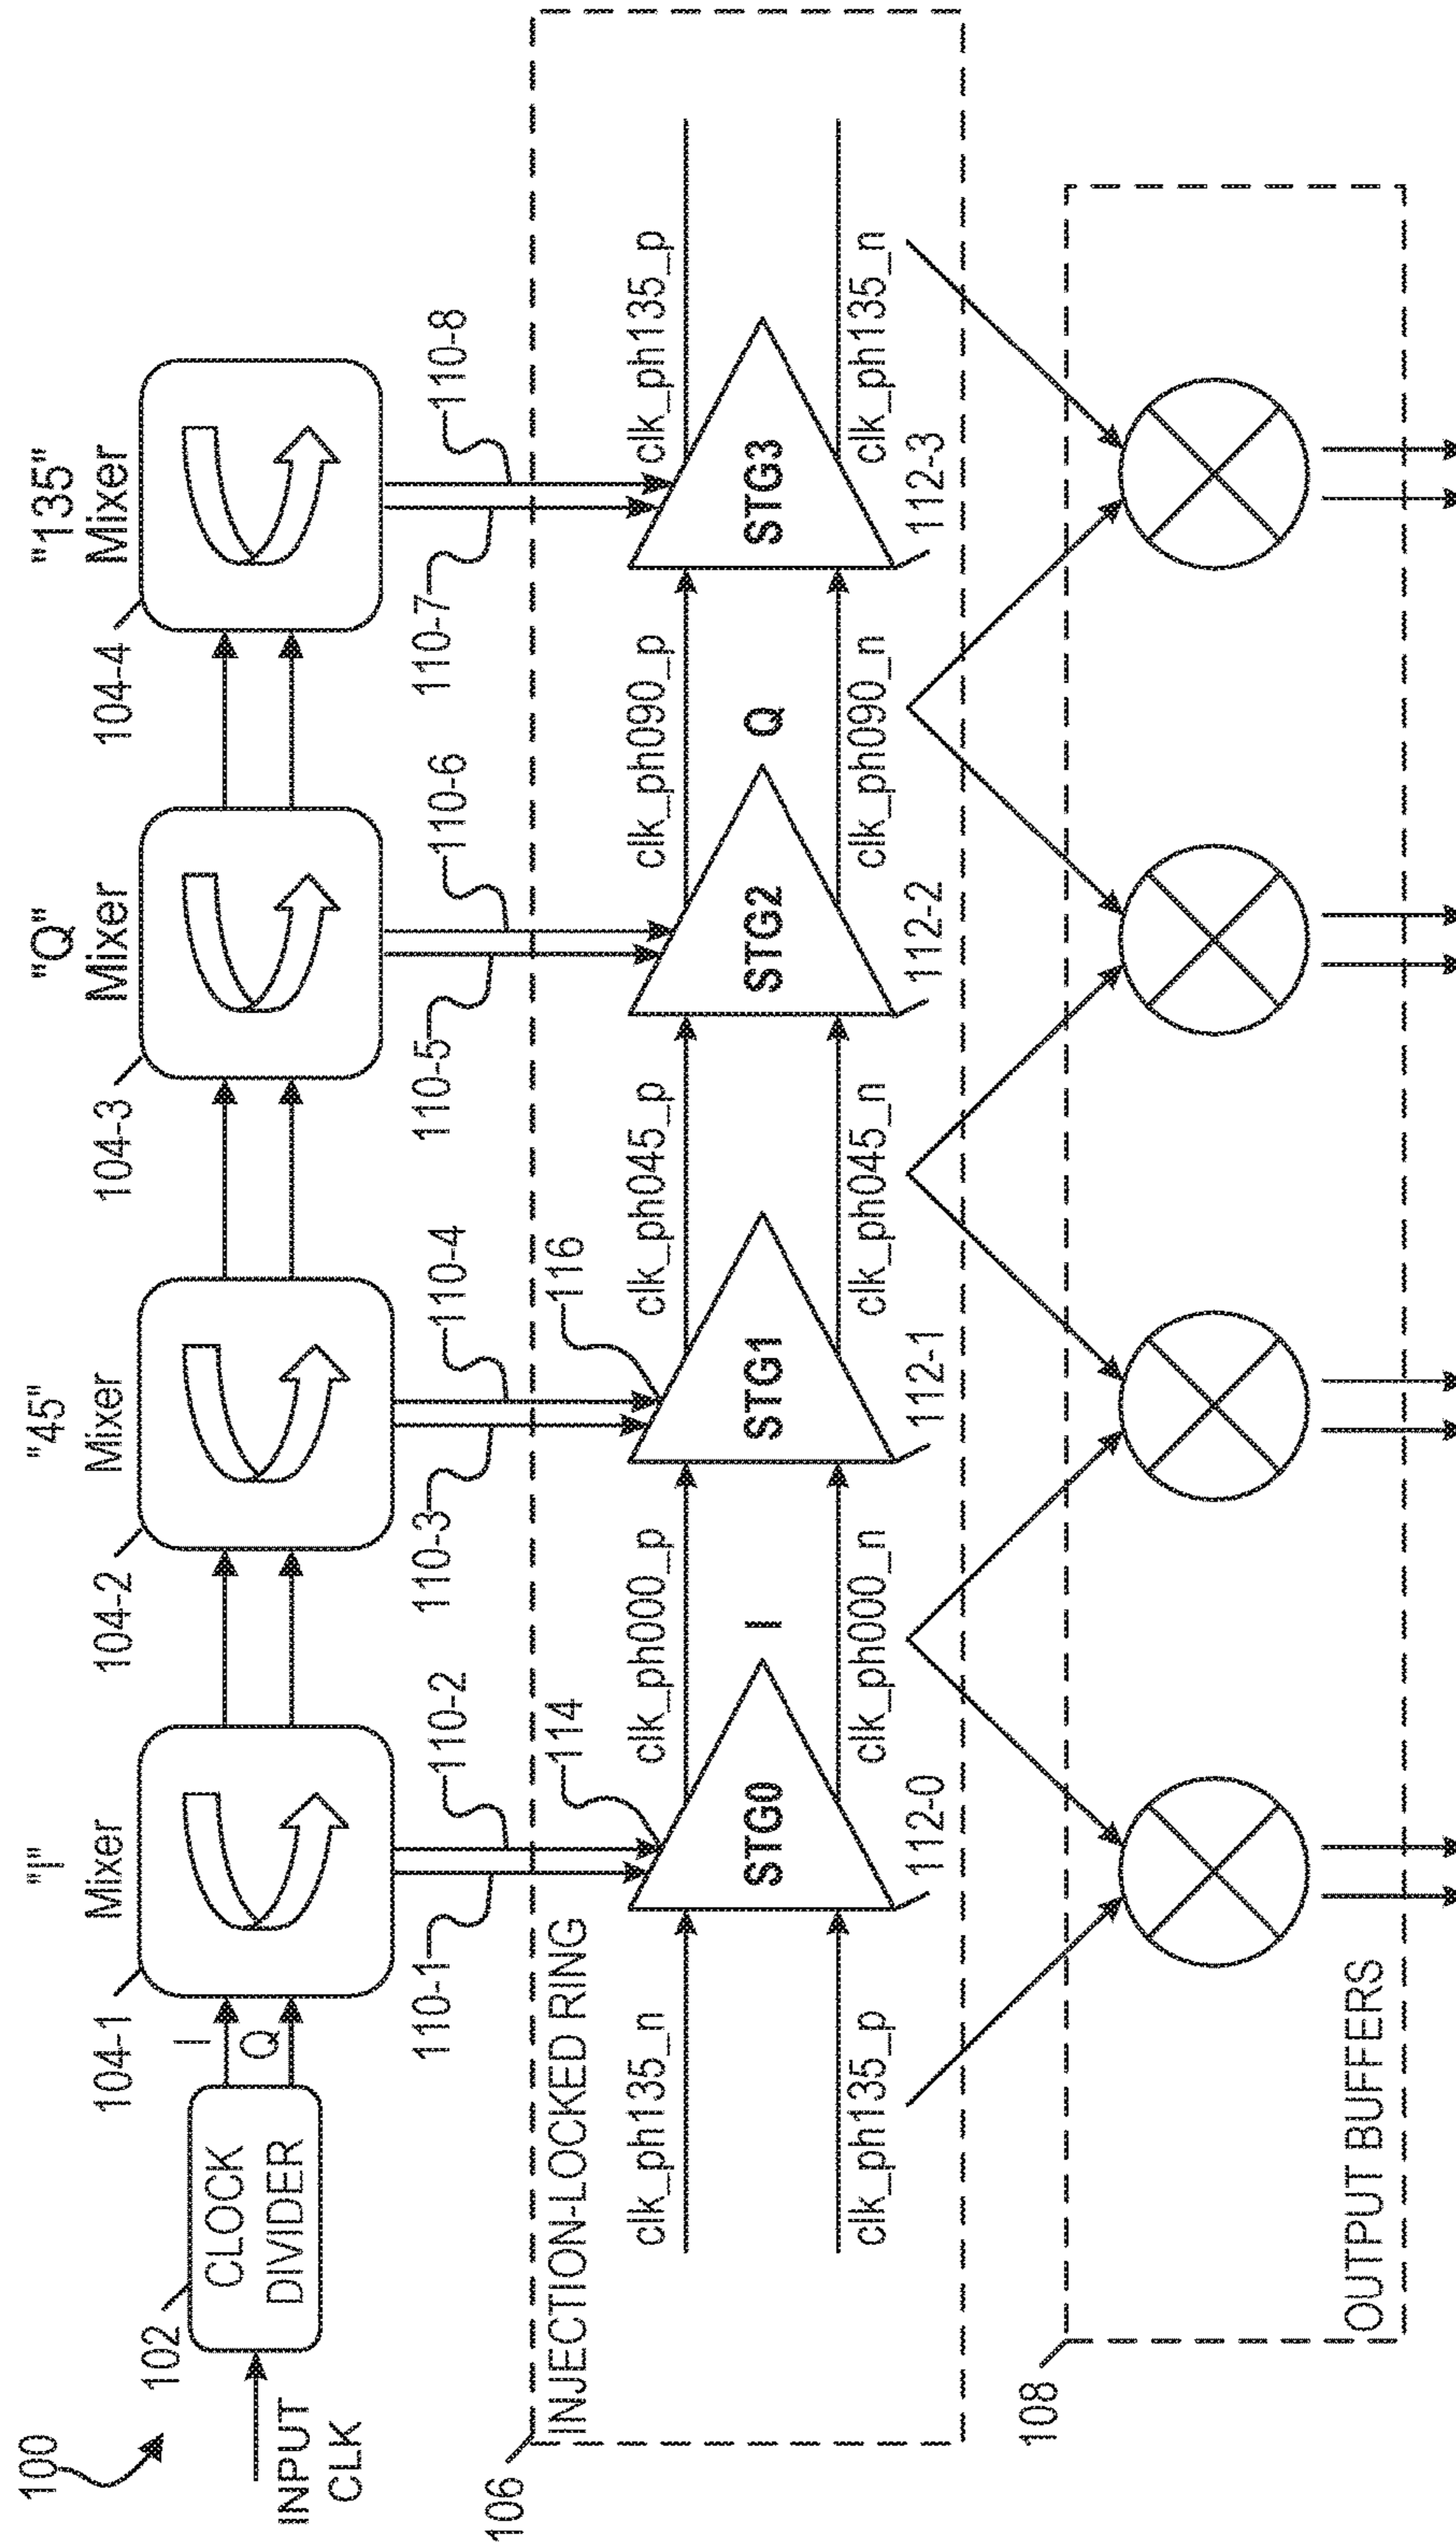 100
INPUT
CLK
102
CLOCK
DIVIDER
I
Q
104-1
"I"
Mixer
104-2
"45"
Mixer
104-3
"Q"
Mixer
104-4
"135"
Mixer
110-1
110-2
110-3
110-4
110-5
110-6
110-7
110-8
106
INJECTION-LOCKED RING
114
116
clk_ph135_n
clk_ph000_p
clk_ph045_p
clk_ph090_p
clk_ph135_p
STG0
I
STG1
STG2
Q
STG3
clk_ph135_p
clk_ph000_n
clk_ph045_n
clk_ph090_n
clk_ph135_n
112-0
112-1
112-2
112-3
108
OUTPUT BUFFERS